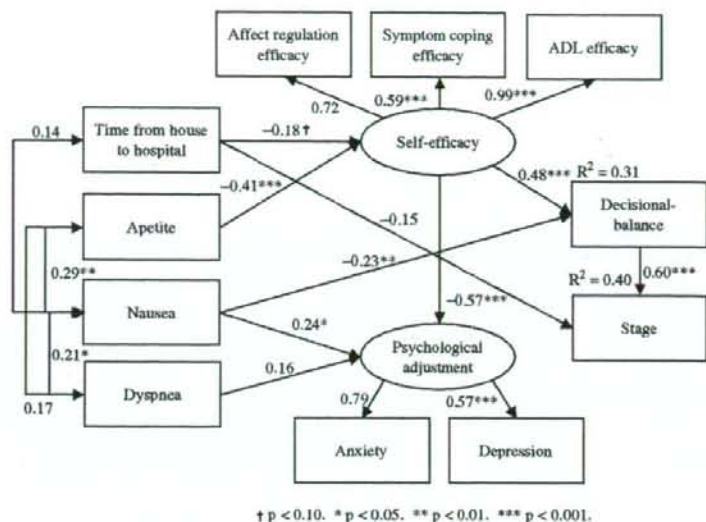 Affect regulation
efficacy
Symptom coping
efficacy
ADL efficacy
0.72
0.59***
0.99***
0.14
Time from house
to hospital
−0.18†
Self-efficacy
−0.41***
0.48***
R² = 0.31
Apetite
−0.15
Decisional-
balance
0.29**
−0.23**
R² = 0.40
0.60***
Nausea
−0.57***
0.24*
Stage
0.21*
Psychological
adjustment
0.16
Dyspnea
0.17
0.79
0.57***
Anxiety
Depression
† p < 0.10. * p < 0.05. ** p < 0.01. *** p < 0.001.